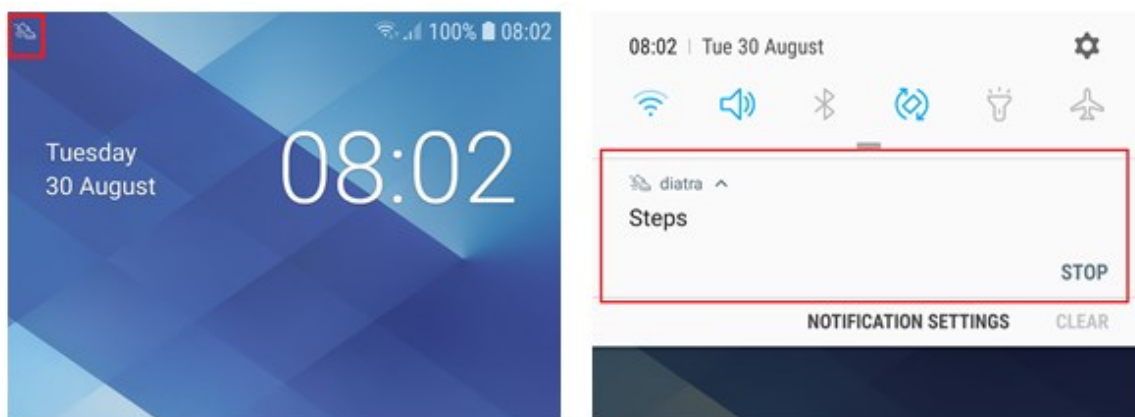 100% 08:02
Tuesday
30 August
08:02
08:02 | Tue 30 August
diatra
Steps
STOP
NOTIFICATION SETTINGS
CLEAR